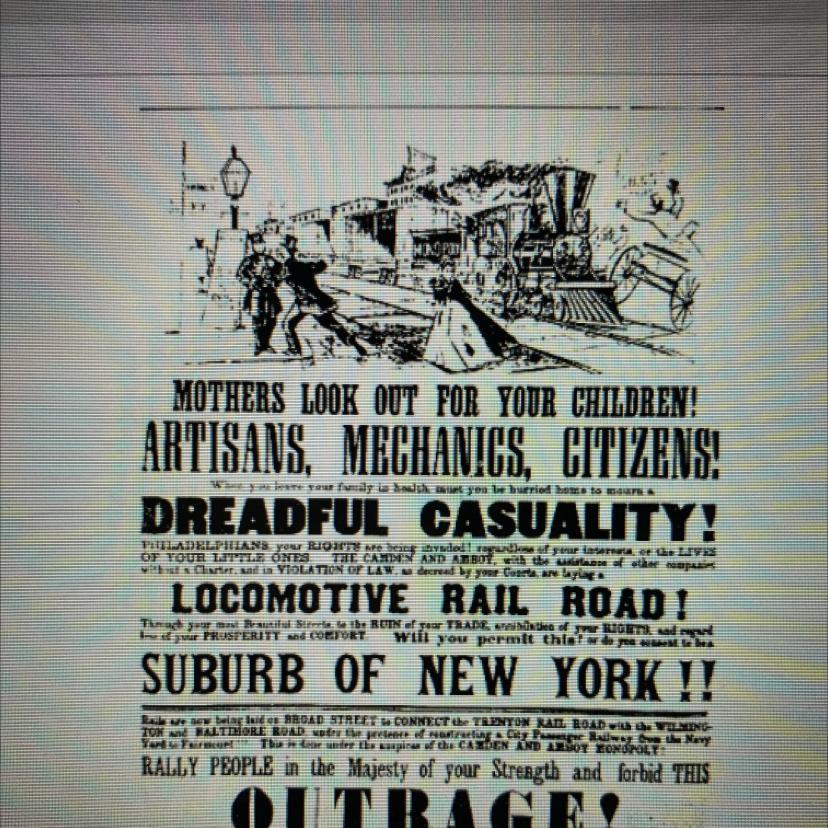 MOTHERS LOOK OUT FOR YOUR CHILDREN!
ARTISANS, MECHANICS, CITIZENS!
When you leave your family in health, must you be hurried home to mourn a
DREADFUL CASUALITY!
PHILADELPHIANS, your RIGHTS are being invaded! regardless of your interests, or the LIVES
OF YOUR LITTLE ONES. THE CAMDEN AND AMBOY, with the assistance of other companies
without a Charter, and in VIOLATION OF LAW, as decreed by your Courts, are laying a
LOCOMOTIVE RAIL ROAD!
Through your most Beautiful Streets, to the RUIN of your TRADE, annihilation of your RIGHTS, and regard
less of your PROSPERITY and COMFORT. Will you permit this? or do you consent to be a
SUBURB OF NEW YORK!!
Rails are now being laid on BROAD STREET to CONNECT the TRENTON RAIL ROAD with the WILMING-
TON and BALTIMORE ROAD, under the pretence of constructing a City Passenger Railway from the Navy
Yard to Fairmount!!! This is done under the auspices of the CAMDEN AND AMBOY MONOPOLY!
RALLY PEOPLE in the Majesty of your Strength and forbid THIS
OUTRAGE!